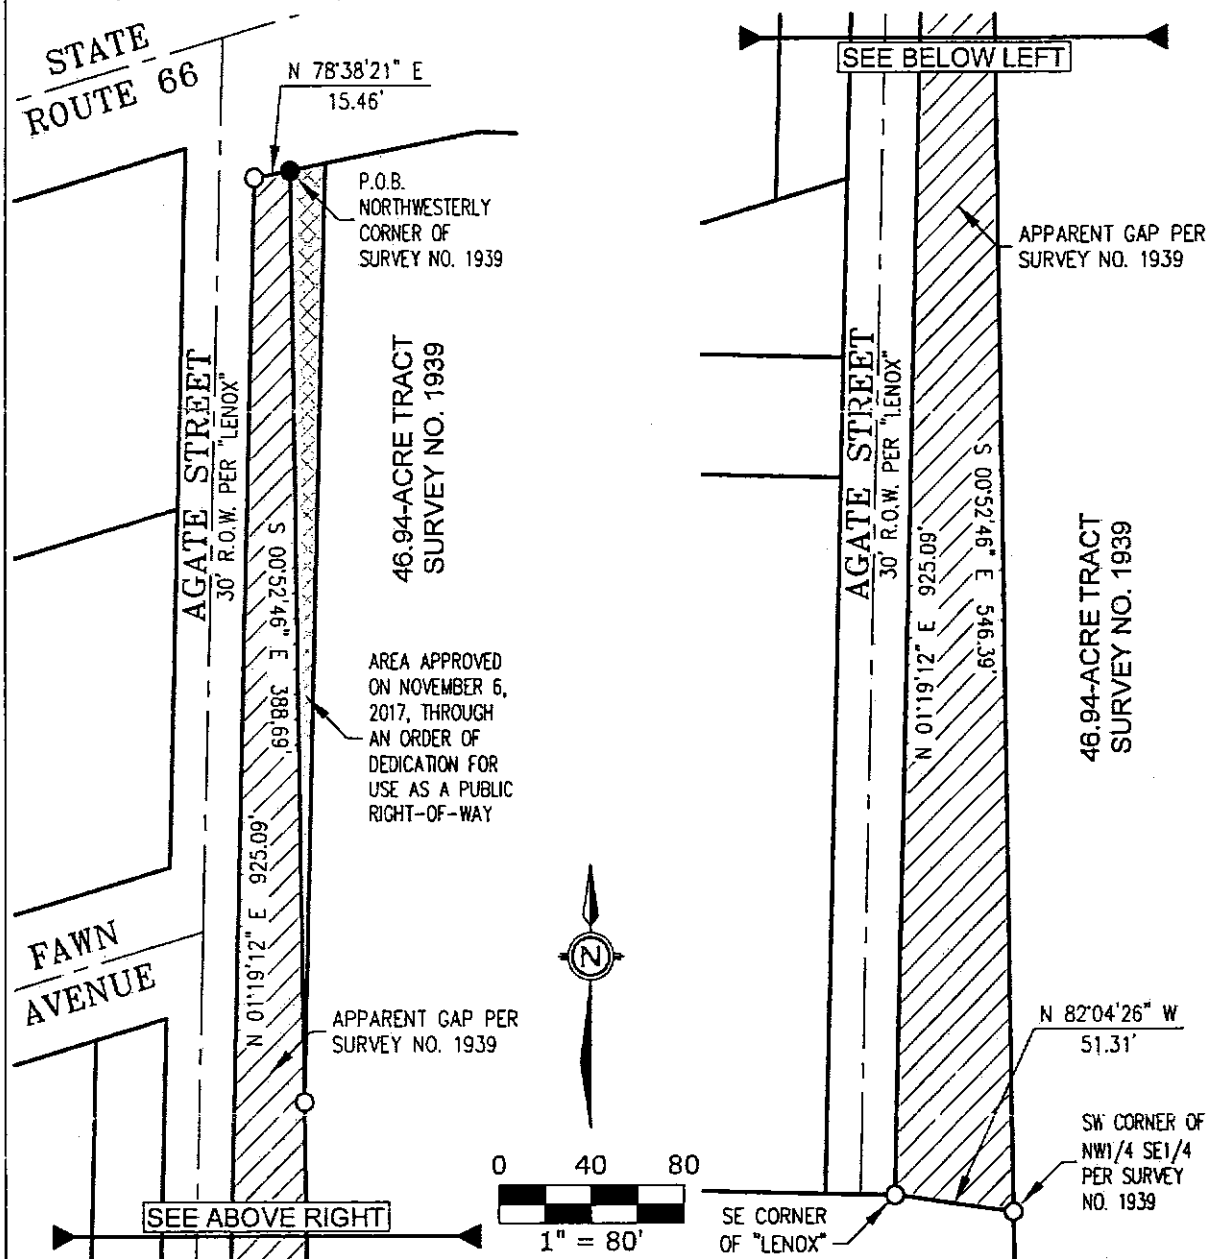 STATE
ROUTE 66
N 78°38'21" E
15.46'
P.O.B.
NORTHWESTERLY
CORNER OF
SURVEY NO. 1939
AGATE STREET
30' R.O.W. PER "LENOX"
46.94-ACRE TRACT
SURVEY NO. 1939
S 00°52'46" E 388.69'
AREA APPROVED
ON NOVEMBER 6,
2017, THROUGH
AN ORDER OF
DEDICATION FOR
USE AS A PUBLIC
RIGHT-OF-WAY
N 01°19'12" E 925.09'
FAWN
AVENUE
APPARENT GAP PER
SURVEY NO. 1939
SEE ABOVE RIGHT
N
0 40 80
1" = 80'
SEE BELOW LEFT
APPARENT GAP PER
SURVEY NO. 1939
AGATE STREET
30' R.O.W. PER "LENOX"
N 01°19'12" E 925.09'
S 00°52'46" E 546.39'
46.94-ACRE TRACT
SURVEY NO. 1939
N 82°04'26" W
51.31'
SW CORNER OF
NW1/4 SE1/4
PER SURVEY
NO. 1939
SE CORNER
OF "LENOX"